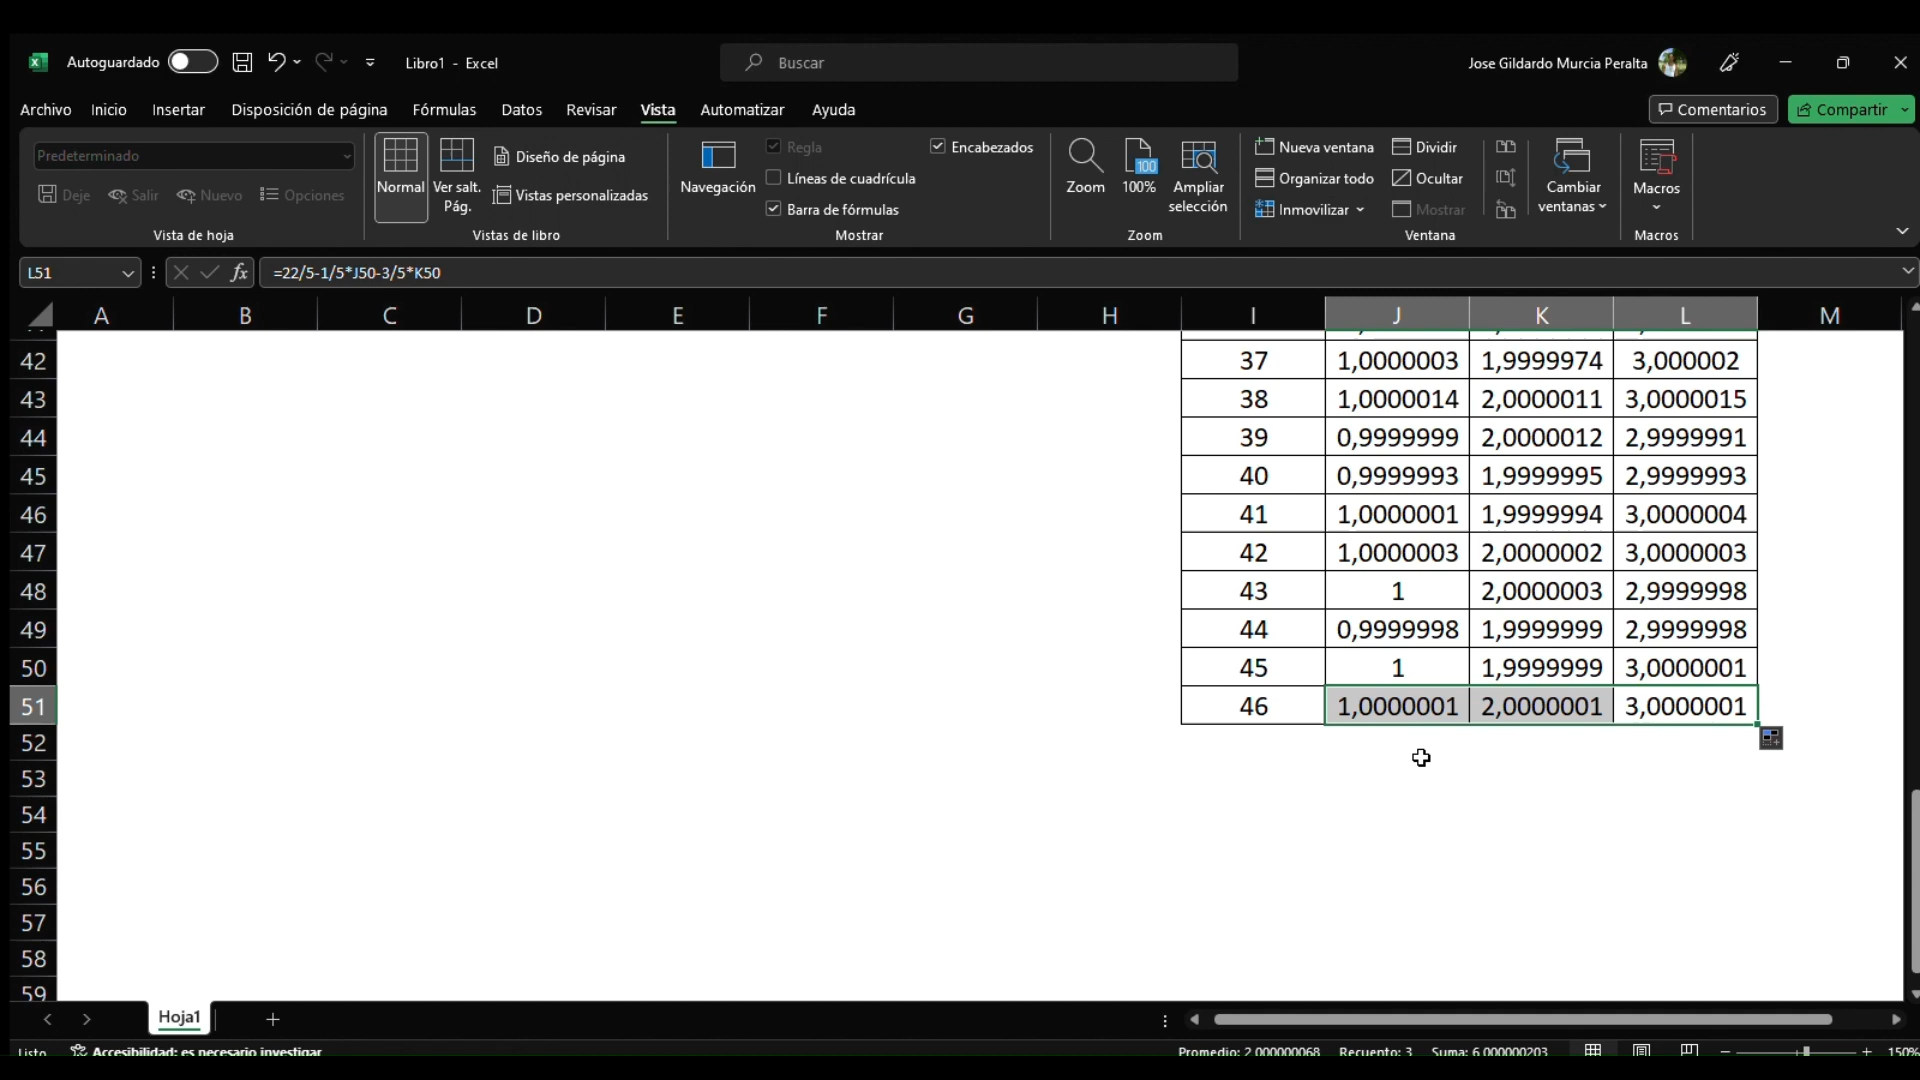 Autoguardado Libro1 - Excel Buscar Jose Gildardo Murcia Peralta
Archivo Inicio Insertar Disposición de página Fórmulas Datos Revisar Vista Automatizar Ayuda Comentarios Compartir
Predeterminado
Deje Salir Nuevo Opciones
Vista de hoja
Normal Ver salt. Pág. Diseño de página
Vistas personalizadas
Vistas de libro
Navegación Regla Encabezados
Líneas de cuadrícula
Barra de fórmulas
Mostrar
Zoom 100% Ampliar selección
100
Zoom
Nueva ventana Dividir
Organizar todo Ocultar
Inmovilizar Mostrar
Cambiar ventanas
Ventana
Macros
Macros
L51 fx =22/5-1/5*J50-3/5*K50
A B C D E F G H I J K L M
42 37 1,0000003 1,9999974 3,000002
43 38 1,0000014 2,0000011 3,0000015
44 39 0,9999999 2,0000012 2,9999991
45 40 0,9999993 1,9999995 2,9999993
46 41 1,0000001 1,9999994 3,0000004
47 42 1,0000003 2,0000002 3,0000003
48 43 1 2,0000003 2,9999998
49 44 0,9999998 1,9999999 2,9999998
50 45 1 1,9999999 3,0000001
51 46 1,0000001 2,0000001 3,0000001
52
53
54
55
56
57
58
59
Hoja1
Listo Accesibilidad: es necesario investigar Promedio: 2,000000068 Recuento: 3 Suma: 6,000000203 150%